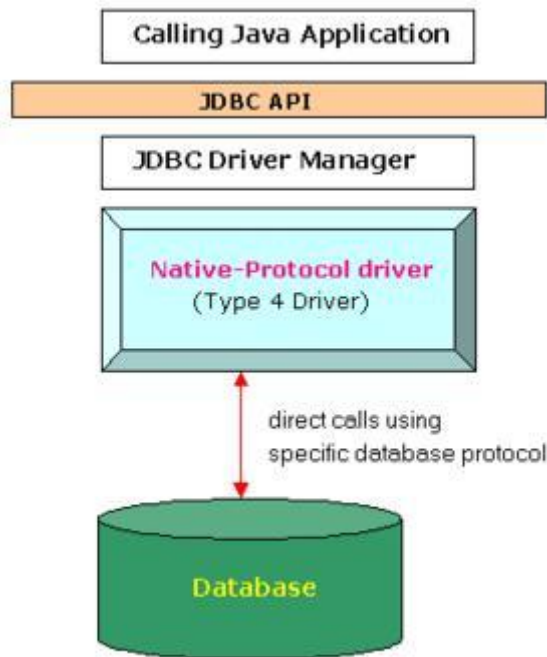 Calling Java Application
JDBC API
JDBC Driver Manager
Native-Protocol driver
(Type 4 Driver)
direct calls using
specific database protocol
Database